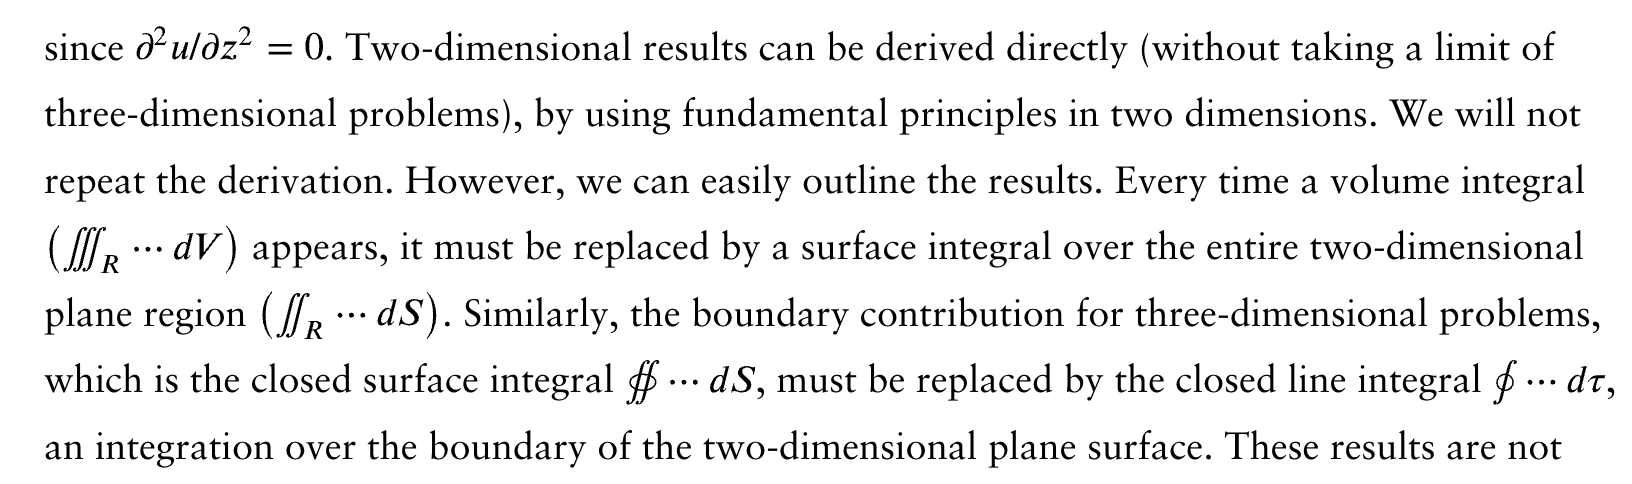 since ∂²u/∂z² = 0. Two-dimensional results can be derived directly (without taking a limit of
three-dimensional problems), by using fundamental principles in two dimensions. We will not
repeat the derivation. However, we can easily outline the results. Every time a volume integral
(∭_R ⋯ dV) appears, it must be replaced by a surface integral over the entire two-dimensional
plane region (∬_R ⋯ dS). Similarly, the boundary contribution for three-dimensional problems,
which is the closed surface integral ∯ ⋯ dS, must be replaced by the closed line integral ∮ ⋯ dτ,
an integration over the boundary of the two-dimensional plane surface. These results are not